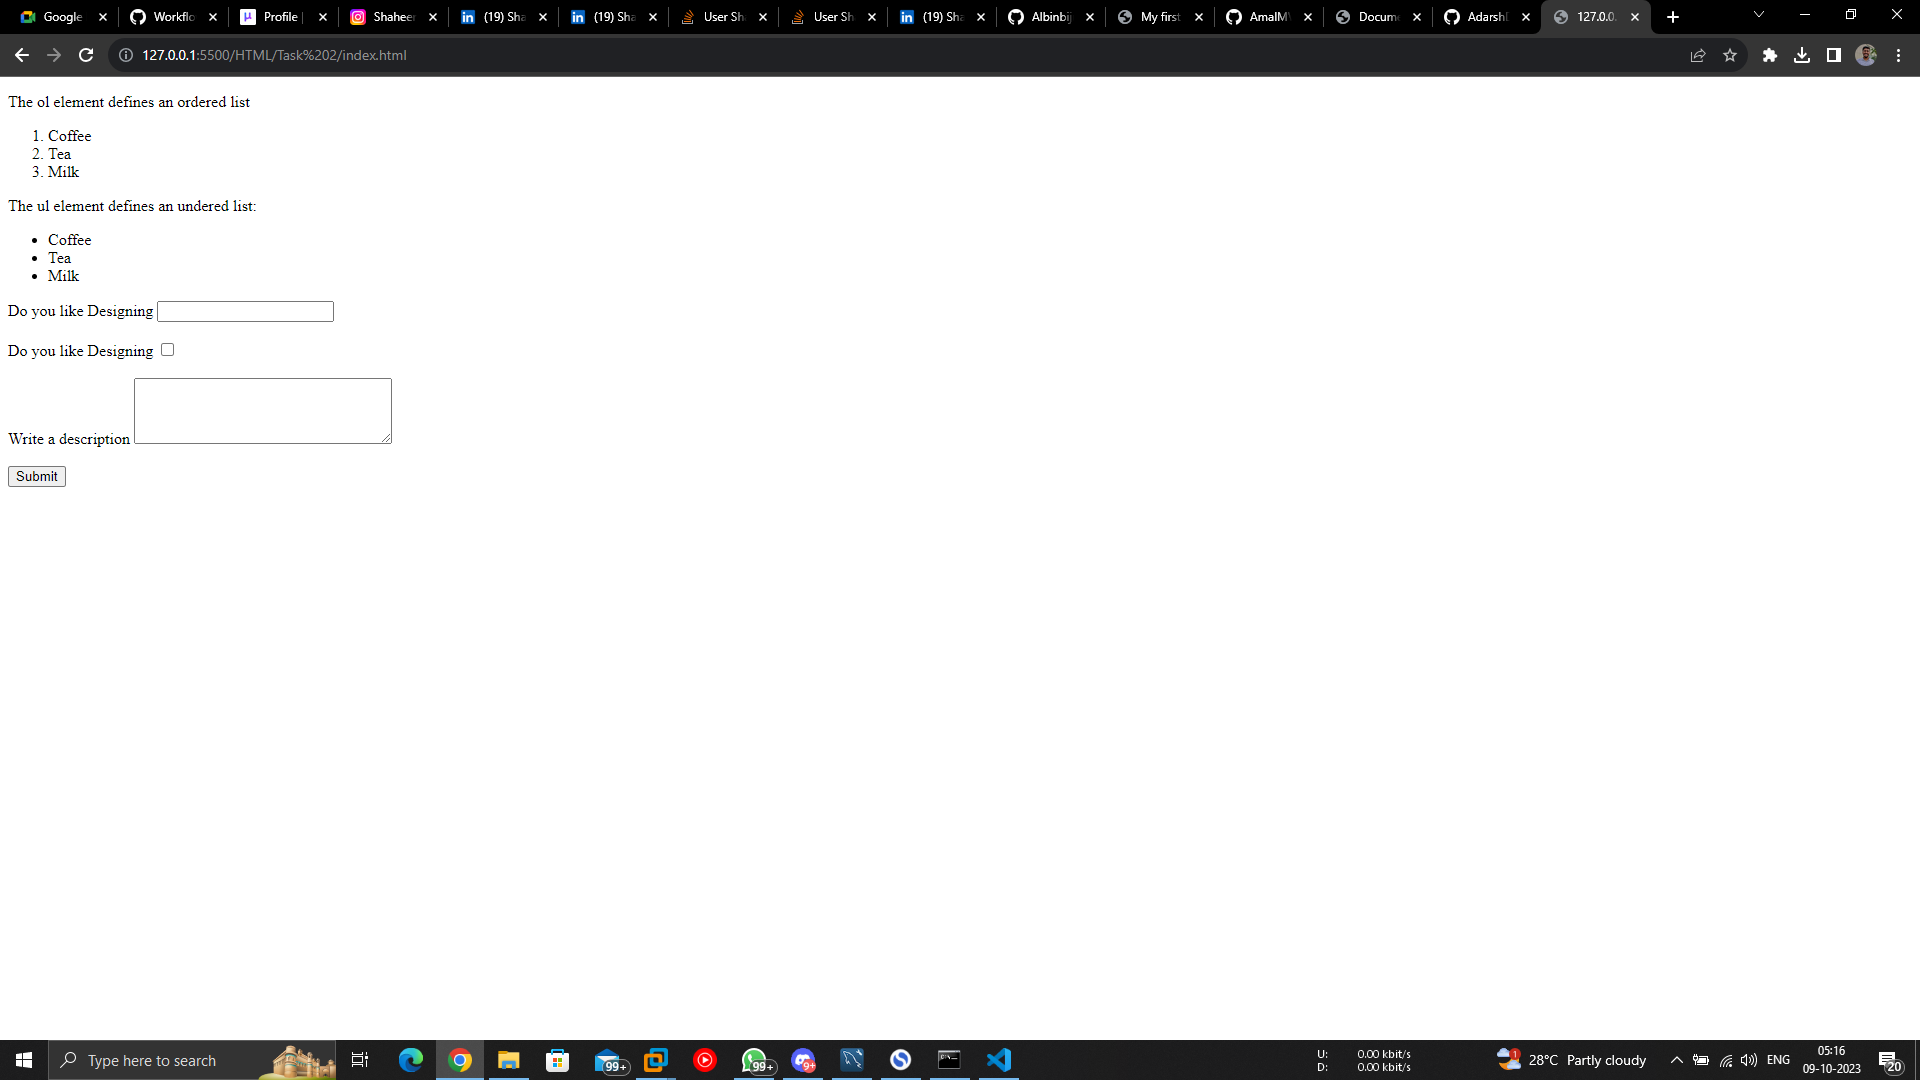 Google
Workflo
Profile |
Shaheer
(19) Sha
(19) Sha
User Sh
User Sh
(19) Sha
Albinbij
My first
AmalMV
Docume
Adarsh
127.0.0.
127.0.0.1:5500/HTML/Task%202/index.html
The ol element defines an ordered list
1. Coffee
2. Tea
3. Milk
The ul element defines an undered list:
• Coffee
• Tea
• Milk
Do you like Designing
Do you like Designing
Write a description
Submit
Type here to search
99+
99+
9+
U: 0.00 kbit/s
D: 0.00 kbit/s
1
28°C Partly cloudy
ENG
05:16
09-10-2023
20